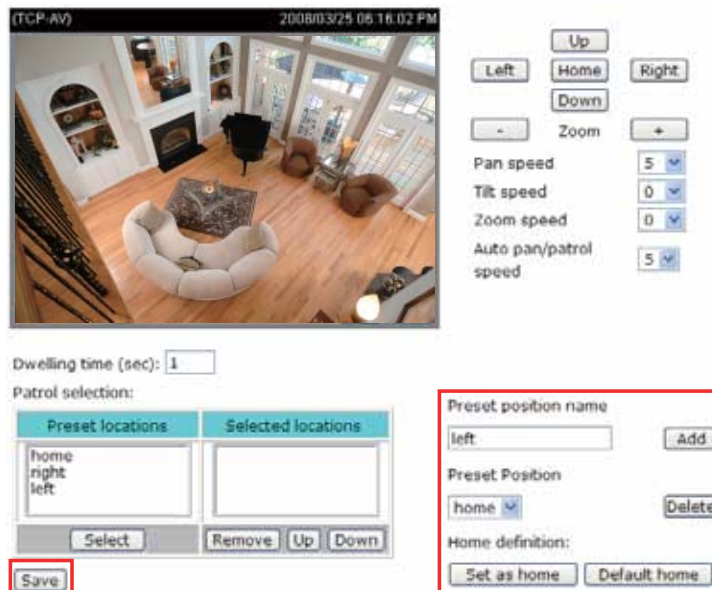 (TCP-AV) 2008/03/25 06:16:02 PM
Up
Left Home Right
Down
- Zoom +
Pan speed 5
Tilt speed 0
Zoom speed 0
Auto pan/patrol
speed 5
Dwelling time (sec): 1
Patrol selection:
Preset locations Selected locations
home
right
left
Select Remove Up Down
Save
Preset position name
left Add
Preset Position
home Delete
Home definition:
Set as home Default home